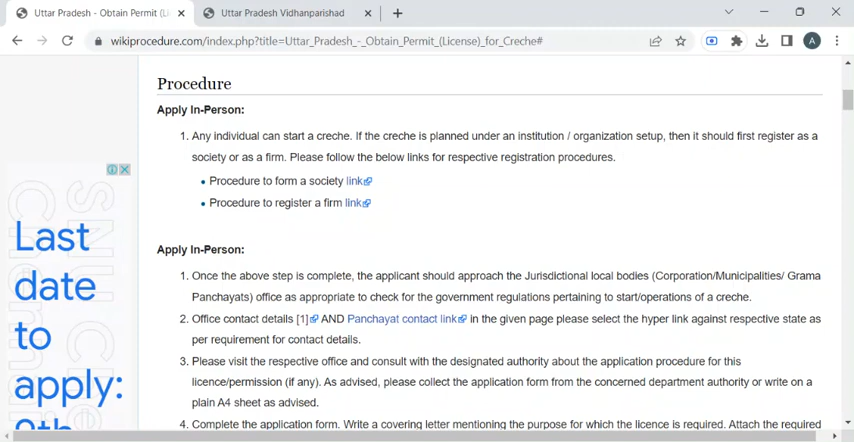 Uttar Pradesh - Obtain Permit (Li
Uttar Pradesh Vidhanparishad
wikiprocedure.com/index.php?title=Uttar_Pradesh_-_Obtain_Permit_(License)_for_Creche#
A
Procedure
Apply In-Person:
1. Any individual can start a creche. If the creche is planned under an institution / organization setup, then it should first register as a
society or as a firm. Please follow the below links for respective registration procedures.
• Procedure to form a society link
• Procedure to register a firm link
Apply In-Person:
1. Once the above step is complete, the applicant should approach the Jurisdictional local bodies (Corporation/Municipalities/ Grama
Panchayats) office as appropriate to check for the government regulations pertaining to start/operations of a creche.
2. Office contact details [1] AND Panchayat contact link in the given page please select the hyper link against respective state as
per requirement for contact details.
3. Please visit the respective office and consult with the designated authority about the application procedure for this
licence/permission (if any). As advised, please collect the application form from the concerned department authority or write on a
plain A4 sheet as advised.
4. Complete the application form. Write a covering letter mentioning the purpose for which the licence is required. Attach the required
Last
date
to
apply: